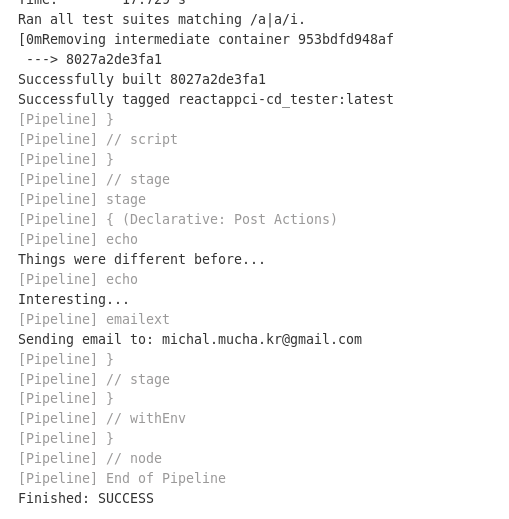 Time: 17.729 s
Ran all test suites matching /a|a/i.
[0mRemoving intermediate container 953bdfd948af
---> 8027a2de3fa1
Successfully built 8027a2de3fa1
Successfully tagged reactappci-cd_tester:latest
[Pipeline] }
[Pipeline] // script
[Pipeline] }
[Pipeline] // stage
[Pipeline] stage
[Pipeline] { (Declarative: Post Actions)
[Pipeline] echo
Things were different before...
[Pipeline] echo
Interesting...
[Pipeline] emailext
Sending email to: michal.mucha.kr@gmail.com
[Pipeline] }
[Pipeline] // stage
[Pipeline] }
[Pipeline] // withEnv
[Pipeline] }
[Pipeline] // node
[Pipeline] End of Pipeline
Finished: SUCCESS